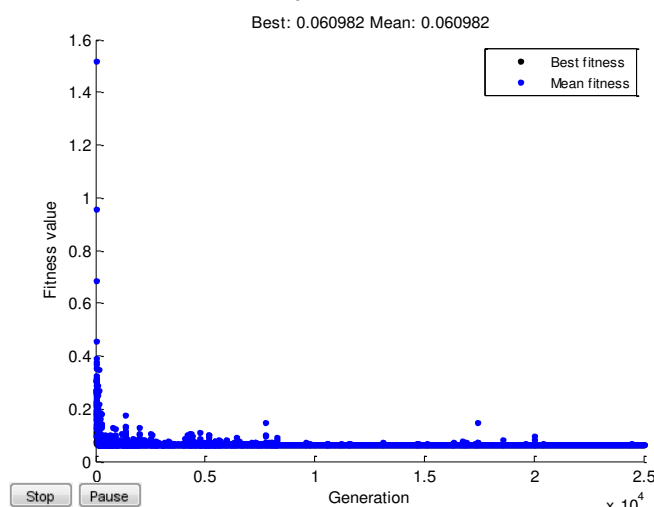 Best: 0.060982 Mean: 0.060982
1.6
1.4
1.2
1
0.8
0.6
0.4
0.2
0
Fitness value
Best fitness
Mean fitness
0 0.5 1 1.5 2 2.5
Generation
x 10^4
Stop Pause